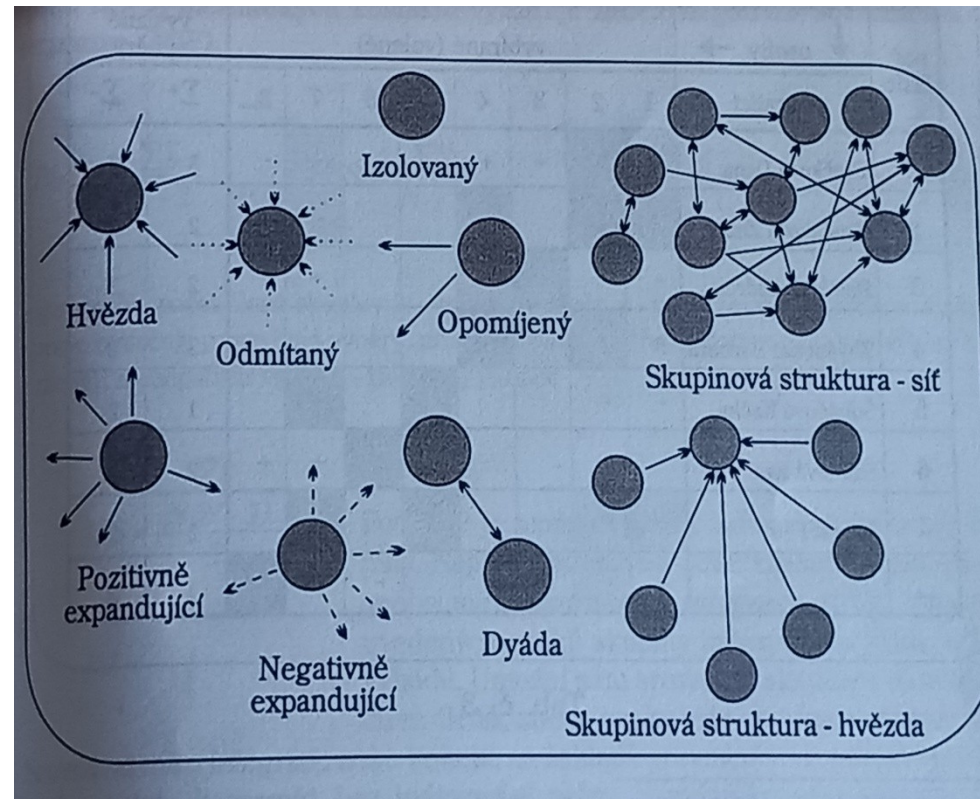 Izolovaný
Hvězda
Odmítaný
Opomíjený
Skupinová struktura - síť
Pozitivně
expandující
Negativně
expandující
Dyáda
Skupinová struktura - hvězda